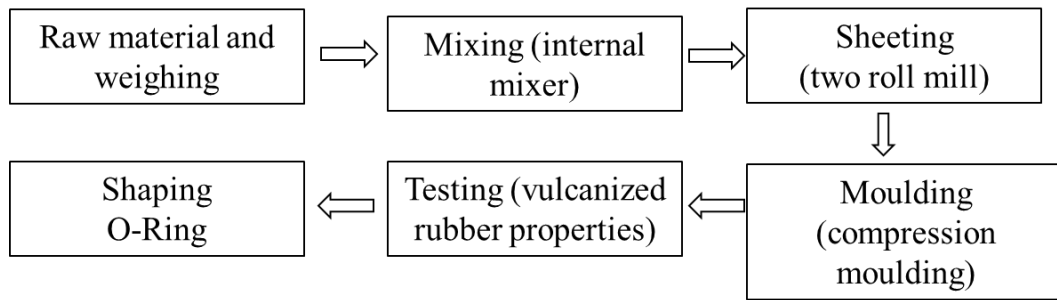 Raw material and
weighing
Mixing (internal
mixer)
Sheeting
(two roll mill)
Moulding
(compression
moulding)
Testing (vulcanized
rubber properties)
Shaping
O-Ring